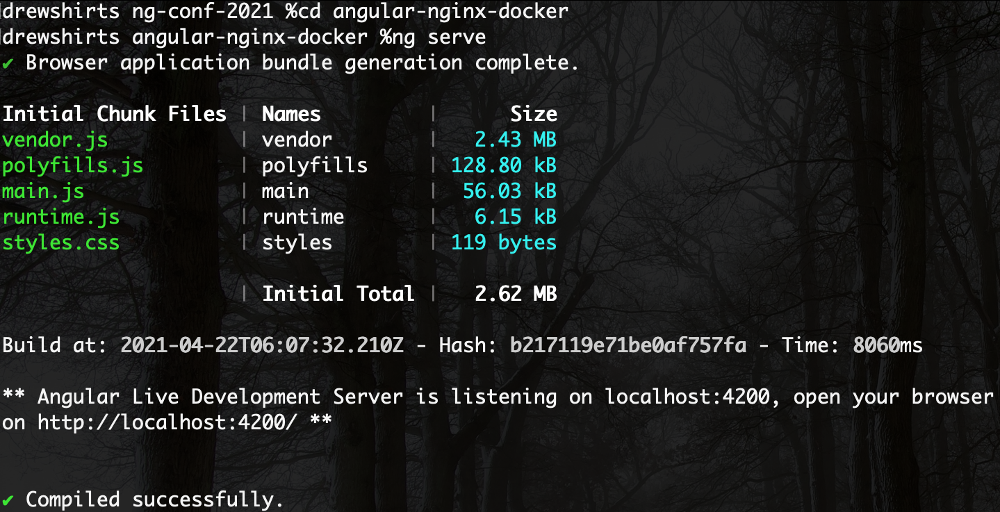 drewshirts ng-conf-2021 %cd angular-nginx-docker
drewshirts angular-nginx-docker %ng serve
✔ Browser application bundle generation complete.
Initial Chunk Files | Names | Size
vendor.js | vendor | 2.43 MB
polyfills.js | polyfills | 128.80 kB
main.js | main | 56.03 kB
runtime.js | runtime | 6.15 kB
styles.css | styles | 119 bytes
| Initial Total | 2.62 MB
Build at: 2021-04-22T06:07:32.210Z - Hash: b217119e71be0af757fa - Time: 8060ms
** Angular Live Development Server is listening on localhost:4200, open your browser
on http://localhost:4200/ **
✔ Compiled successfully.